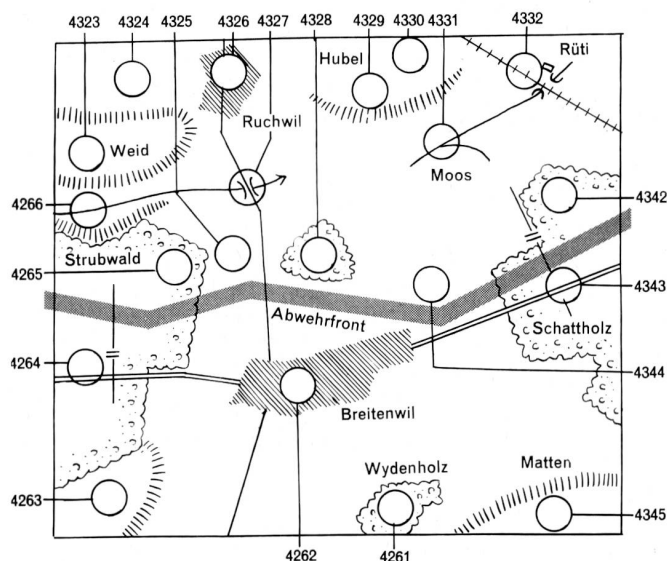 4323 4324 4325 4326 4327 4328 4329 4330 4331 4332
Hubel
Rüti
Ruchwil
Weid
Moos
4266
4342
4265
Strubwald
4343
Abwehrfront
Schattholz
4264
4344
Breitenwil
Wydenholz
Matten
4263
4345
4262
4261